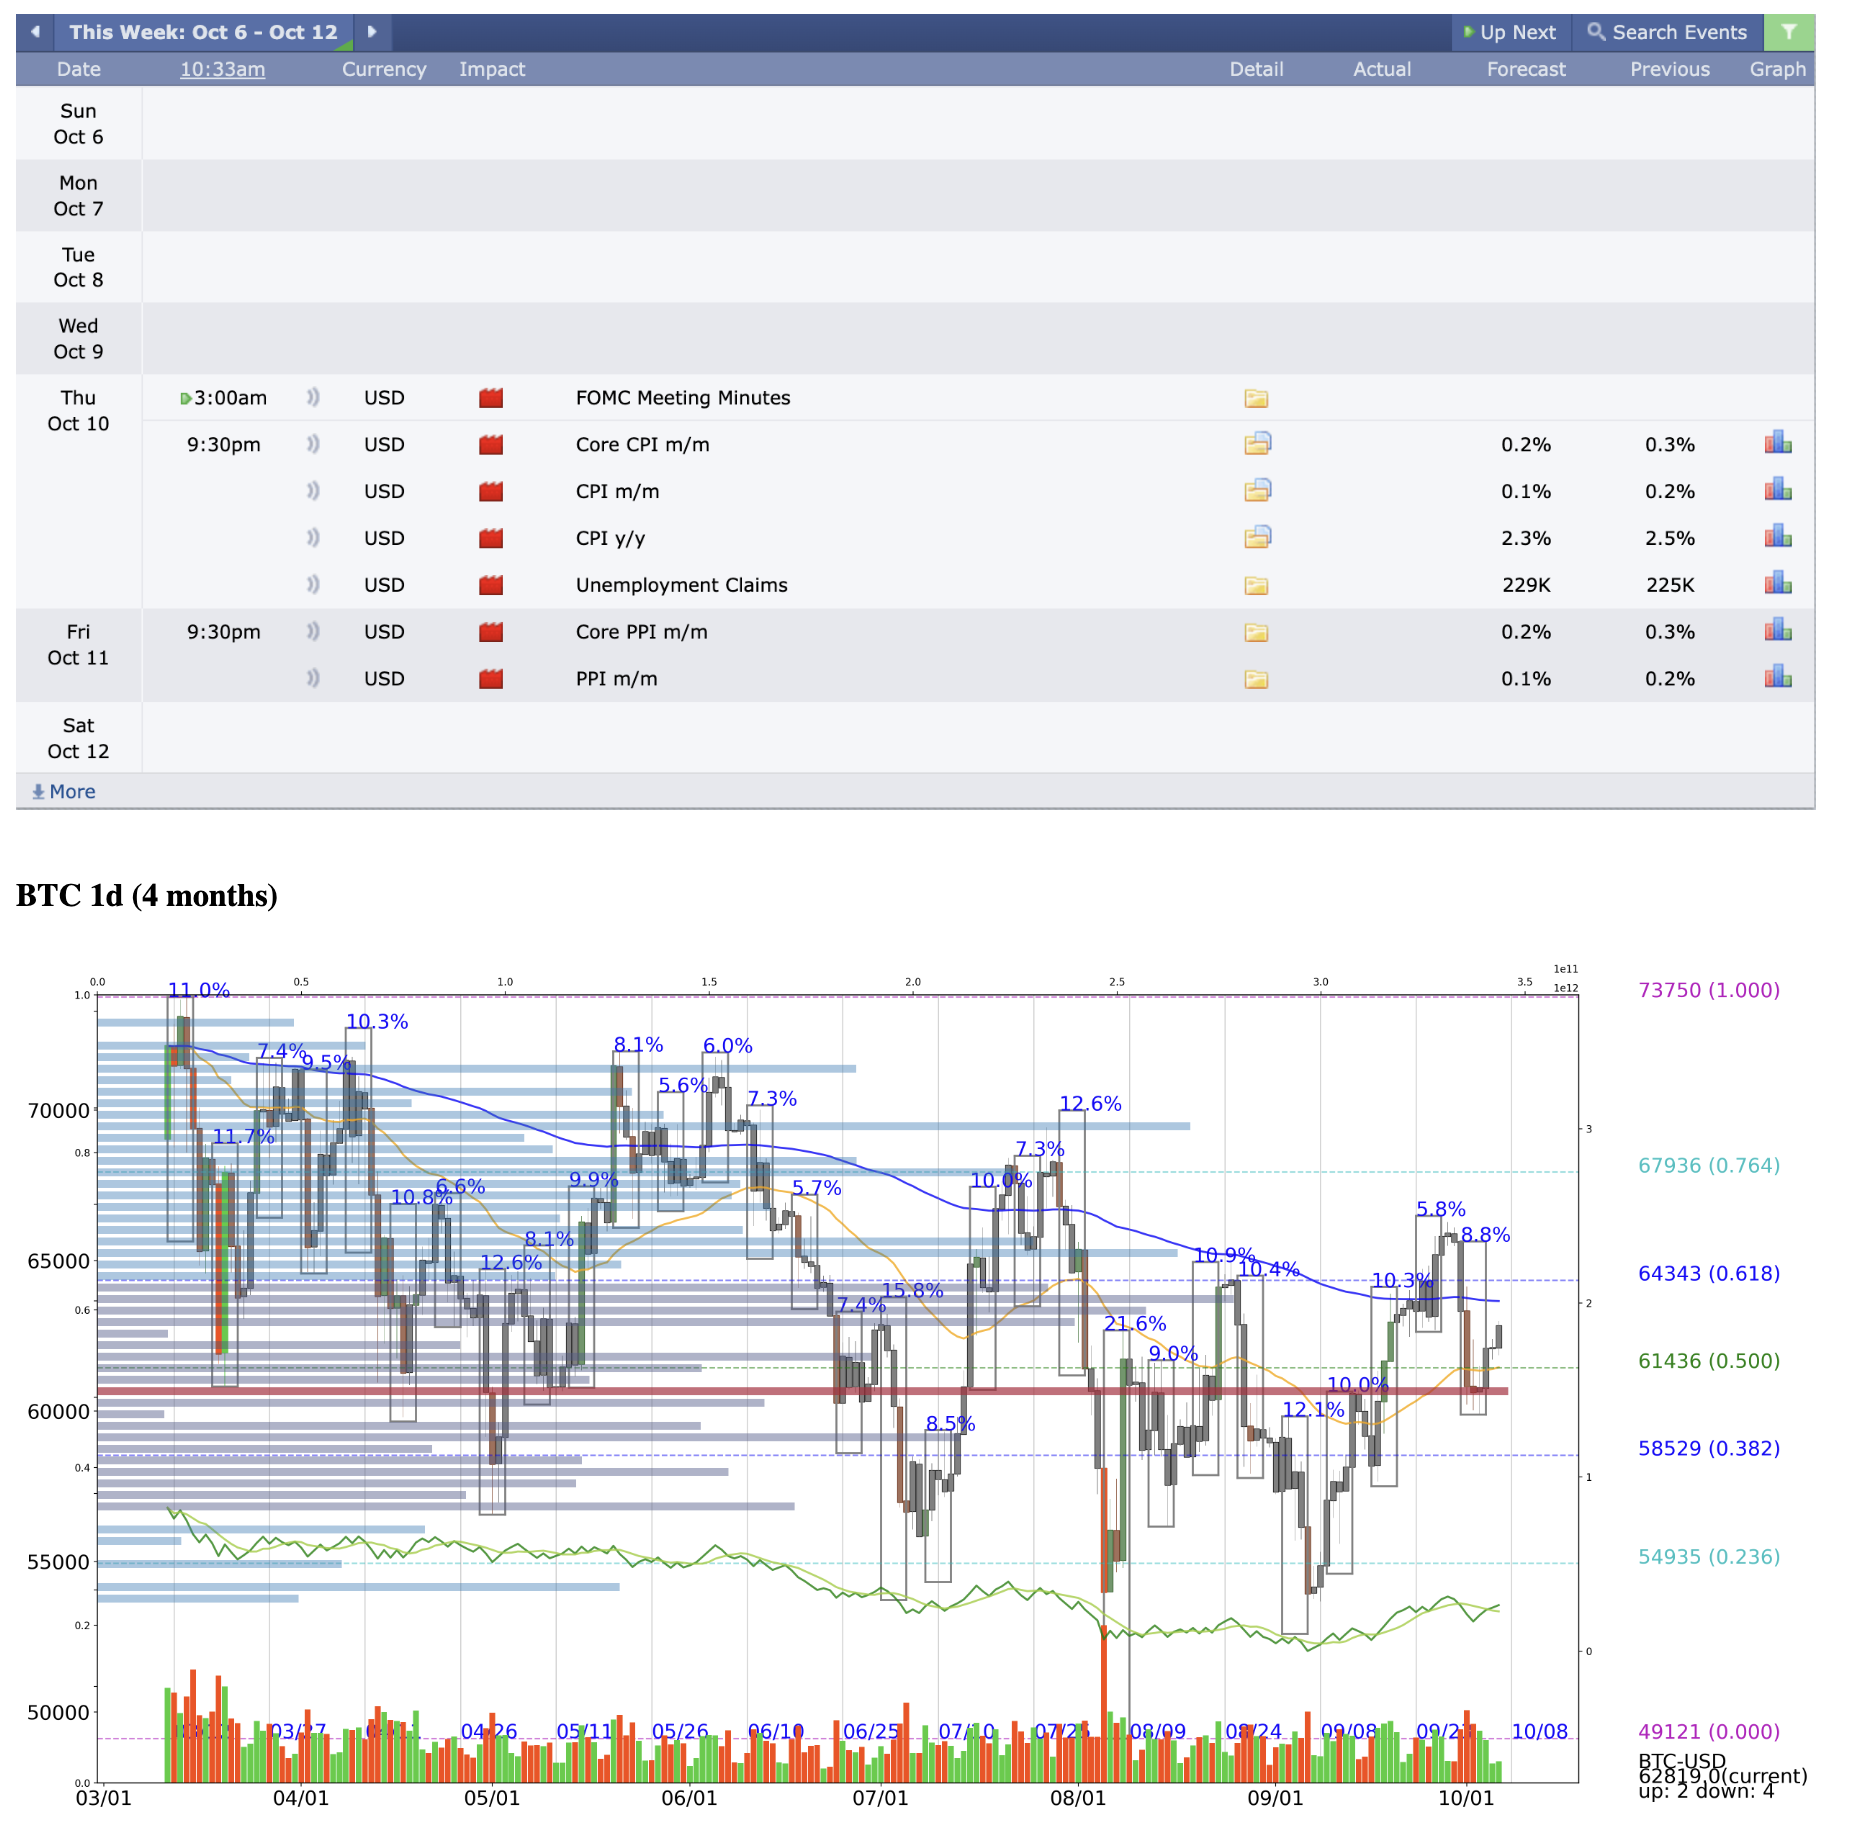 This Week: Oct 6 - Oct 12 Up Next Search Events
Date 10:33am Currency Impact Detail Actual Forecast Previous Graph
Sun
Oct 6
Mon
Oct 7
Tue
Oct 8
Wed
Oct 9
Thu
Oct 10
3:00am USD FOMC Meeting Minutes
9:30pm USD Core CPI m/m 0.2% 0.3%
USD CPI m/m 0.1% 0.2%
USD CPI y/y 2.3% 2.5%
USD Unemployment Claims 229K 225K
Fri
Oct 11
9:30pm USD Core PPI m/m 0.2% 0.3%
USD PPI m/m 0.1% 0.2%
Sat
Oct 12
More
BTC 1d (4 months)
1e11
0.0 0.5 1.0 1.5 2.0 2.5 3.0 3.5 1e12
1.0 11.0% 73750 (1.000)
10.3%
7.4% 9.5% 8.1% 6.0%
5.6% 7.3% 12.6%
70000
11.7% 3
0.8 7.3%
67936 (0.764)
10.8% 6.6% 9.9% 5.7% 10.0%
5.8%
8.1% 8.8%
65000 12.6% 10.9% 10.4%
64343 (0.618)
15.8% 10.3%
0.6 7.4% 2
21.6%
9.0% 61436 (0.500)
10.0%
60000 12.1%
8.5%
58529 (0.382)
0.4 1
55000 54935 (0.236)
0.2 0
50000
03/27 04/26 05/11 05/26 06/10 06/25 07/10 07/25 08/09 08/24 09/08 09/23 10/08
49121 (0.000)
BTC-USD
62819.0(current)
up: 2 down: 4
0.0
03/01 04/01 05/01 06/01 07/01 08/01 09/01 10/01